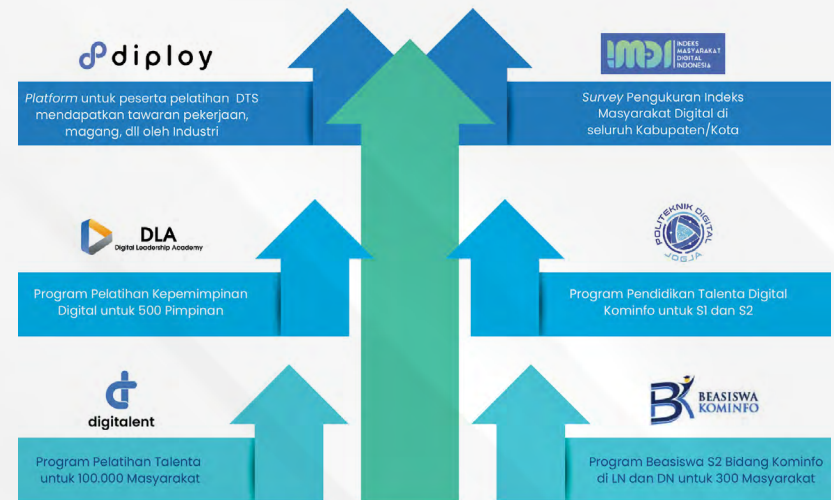 diploy
Platform untuk peserta pelatihan DTS
mendapatkan tawaran pekerjaan,
magang, dll oleh Industri
IMDI
INDEKS
MASYARAKAT
DIGITAL
INDONESIA
Survey Pengukuran Indeks
Masyarakat Digital di
seluruh Kabupaten/Kota
DLA
Digital Leadership Academy
Program Pelatihan Kepemimpinan
Digital untuk 500 Pimpinan
POLITEKNIK DIGITAL
JOGJA
Program Pendidikan Talenta Digital
Kominfo untuk S1 dan S2
digitalent
Program Pelatihan Talenta
untuk 100.000 Masyarakat
BK
BEASISWA
KOMINFO
Program Beasiswa S2 Bidang Kominfo
di LN dan DN untuk 300 Masyarakat